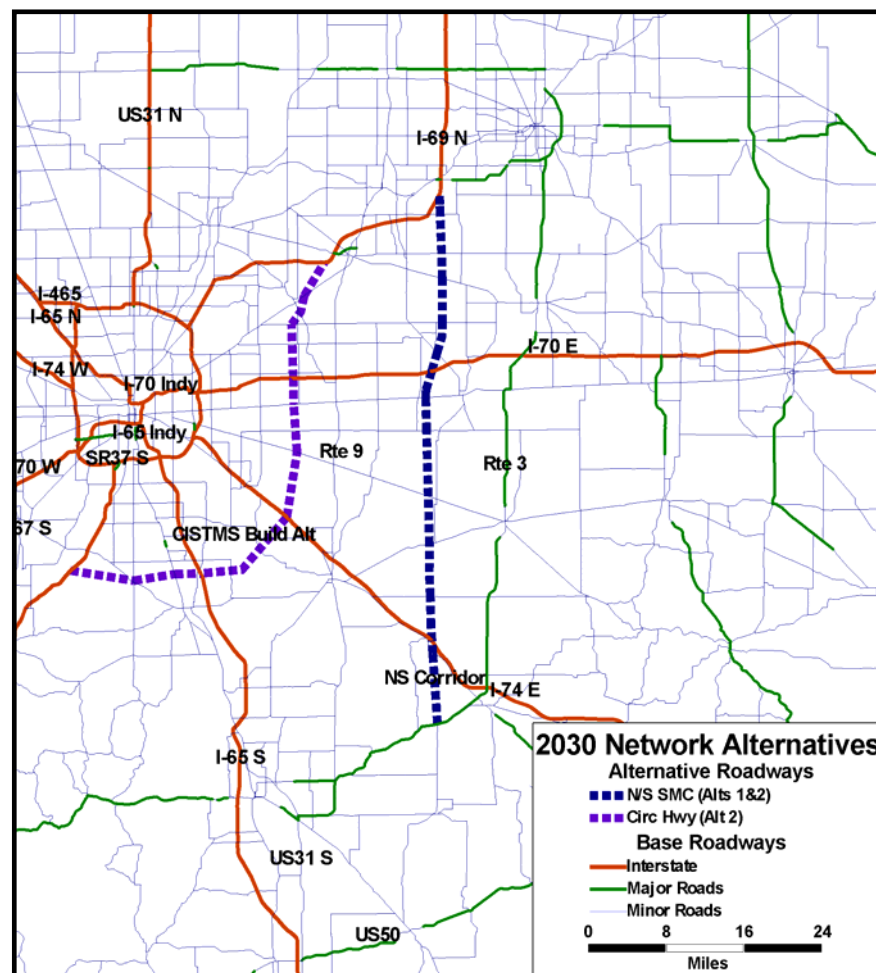 US31 N
I-69 N
I-465
I-65 N
I-74 W
I-70 E
I-70 Indy
I-65 Indy
Rte 9
Rte 3
SR37 S
70 W
67 S
CISTMS Build Alt
NS Corridor
I-74 E
I-65 S
US31 S
US50
2030 Network Alternatives
Alternative Roadways
N/S SMC (Alts 1&2)
Circ Hwy (Alt 2)
Base Roadways
Interstate
Major Roads
Minor Roads
0 8 16 24
Miles